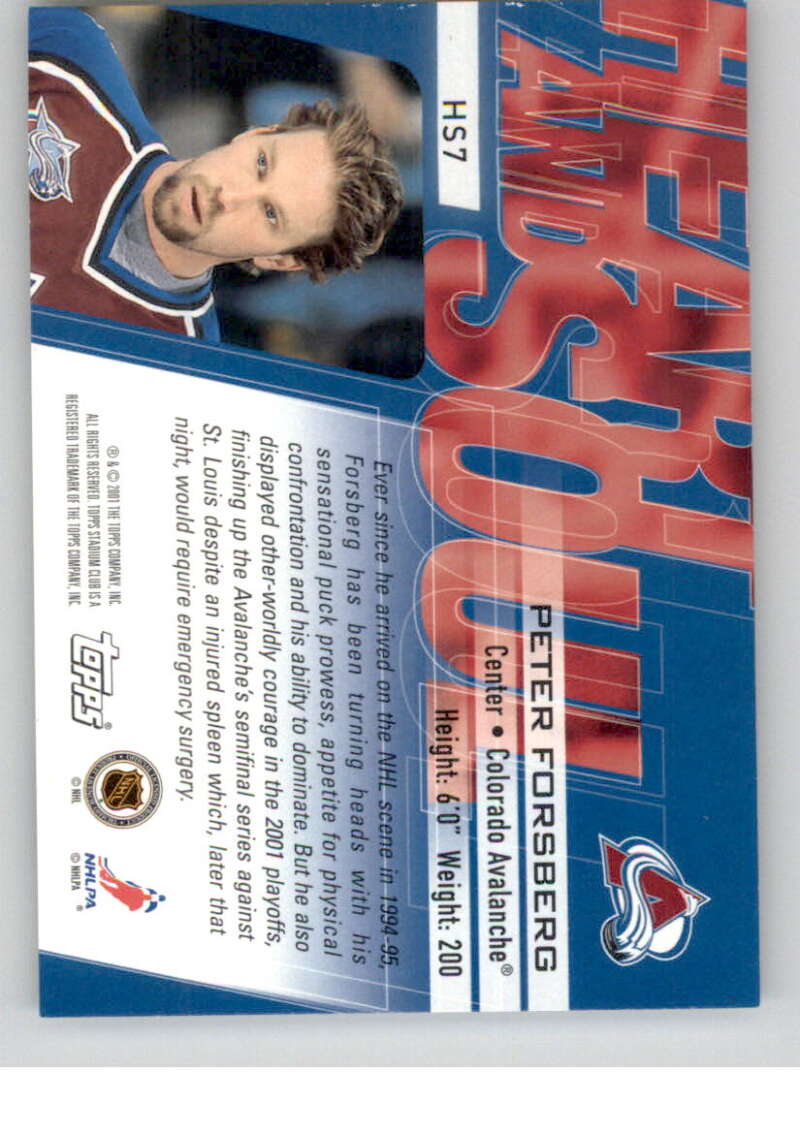 HEART
AND
SOUL
HS7
PETER FORSBERG
Center • Colorado Avalanche®
Height: 6'0" Weight: 200
Ever since he arrived on the NHL scene in 1994-95,
Forsberg has been turning heads with his
sensational puck prowess, appetite for physical
confrontation and his ability to dominate. But he also
displayed other-worldly courage in the 2001 playoffs,
finishing up the Avalanche's semifinal series against
St. Louis despite an injured spleen which, later that
night, would require emergency surgery.
® & © 2001 THE TOPPS COMPANY, INC.
ALL RIGHTS RESERVED. TOPPS STADIUM CLUB IS A
REGISTERED TRADEMARK OF THE TOPPS COMPANY, INC.
topps®
NHL
© NHL
NHLPA®
© NHLPA